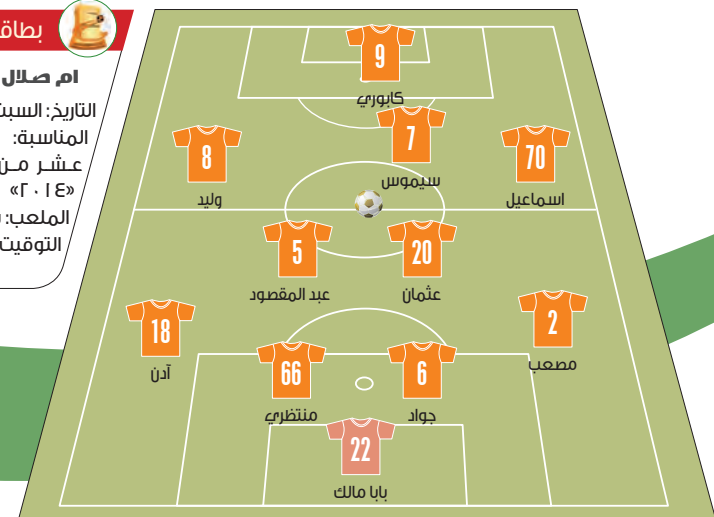 بطاق
ام صلال
التاريخ: السبت
المناسبة:
عشر من
«٢٠١٤»
الملعب:
التوقيت
9
كابوري
7
سيموس
8
وليد
70
اسماعيل
5
عبد المقصود
20
عثمان
18
آدن
2
مصعب
66
منتظري
6
جواد
22
بابا مالك